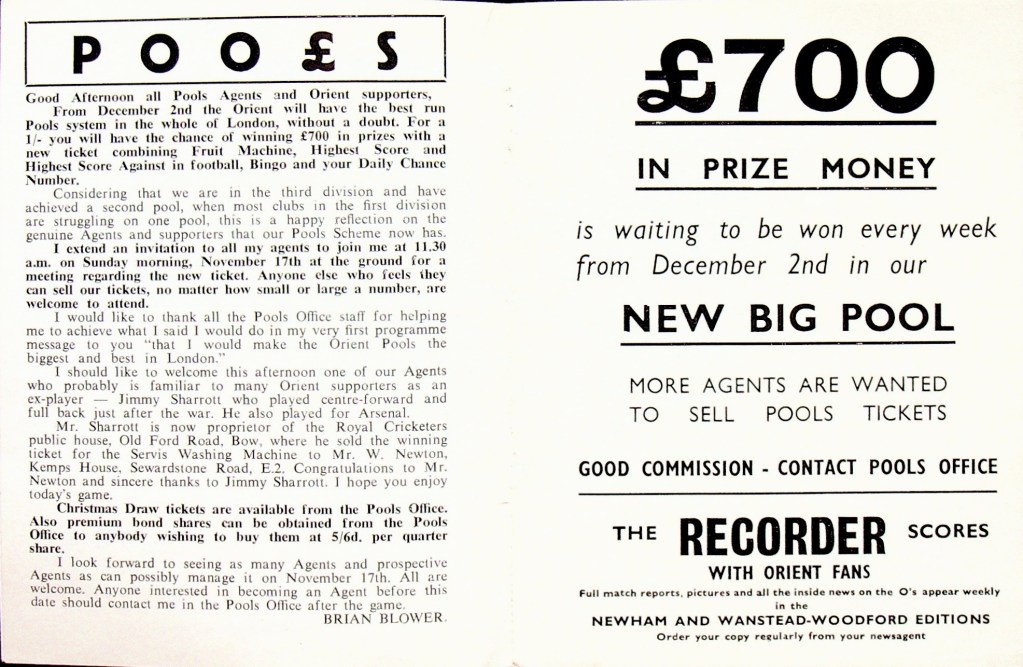 POO£S
Good Afternoon all Pools Agents and Orient supporters,
From December 2nd the Orient will have the best run
Pools system in the whole of London, without a doubt. For a
1/- you will have the chance of winning £700 in prizes with a
new ticket combining Fruit Machine, Highest Score and
Highest Score Against in football, Bingo and your Daily Chance
Number.
Considering that we are in the third division and have
achieved a second pool, when most clubs in the first division
are struggling on one pool, this is a happy reflection on the
genuine Agents and supporters that our Pools Scheme now has.
I extend an invitation to all my agents to join me at 11.30
a.m. on Sunday morning, November 17th at the ground for a
meeting regarding the new ticket. Anyone else who feels they
can sell our tickets, no matter how small or large a number, are
welcome to attend.
I would like to thank all the Pools Office staff for helping
me to achieve what I said I would do in my very first programme
message to you "that I would make the Orient Pools the
biggest and best in London."
I should like to welcome this afternoon one of our Agents
who probably is familiar to many Orient supporters as an
ex-player — Jimmy Sharrott who played centre-forward and
full back just after the war. He also played for Arsenal.
Mr. Sharrott is now proprietor of the Royal Cricketers
public house, Old Ford Road, Bow, where he sold the winning
ticket for the Servis Washing Machine to Mr. W. Newton,
Kemps House, Sewardstone Road, E.2. Congratulations to Mr.
Newton and sincere thanks to Jimmy Sharrott. I hope you enjoy
today's game.
Christmas Draw tickets are available from the Pools Office.
Also premium bond shares can be obtained from the Pools
Office to anybody wishing to buy them at 5/6d. per quarter
share.
I look forward to seeing as many Agents and prospective
Agents as can possibly manage it on November 17th. All are
welcome. Anyone interested in becoming an Agent before this
date should contact me in the Pools Office after the game.
BRIAN BLOWER.
£700
IN PRIZE MONEY
is waiting to be won every week
from December 2nd in our
NEW BIG POOL
MORE AGENTS ARE WANTED
TO SELL POOLS TICKETS
GOOD COMMISSION - CONTACT POOLS OFFICE
THE RECORDER SCORES
WITH ORIENT FANS
Full match reports, pictures and all the inside news on the O's appear weekly
in the
NEWHAM AND WANSTEAD-WOODFORD EDITIONS
Order your copy regularly from your newsagent